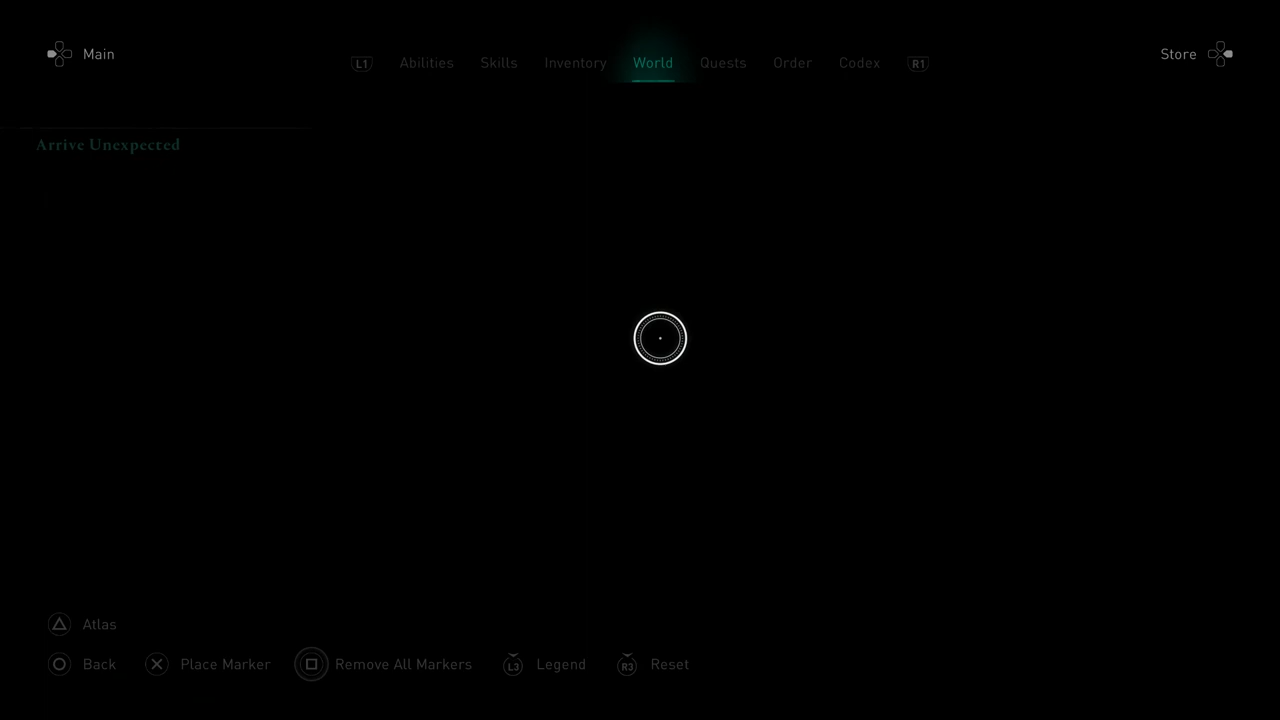 Main
L1 Abilities Skills Inventory World Quests Order Codex R1
Store
Arrive Unexpected
Atlas
Back Place Marker Remove All Markers L3 Legend R3 Reset